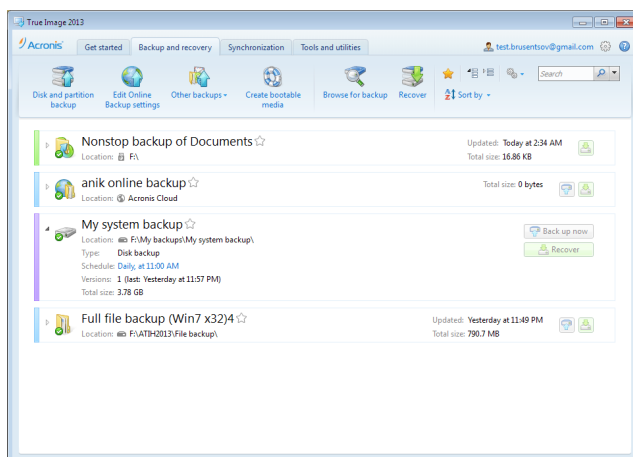 True Image 2013
Acronis
Get started
Backup and recovery
Synchronization
Tools and utilities
test.brusentsov@gmail.com
Disk and partition backup
Edit Online Backup settings
Other backups
Create bootable media
Browse for backup
Recover
Sort by
Search
Nonstop backup of Documents
Location: F:\
Updated: Today at 2:34 AM
Total size: 16.86 KB
anik online backup
Location: Acronis Cloud
Total size: 0 bytes
My system backup
Location: F:\My backups\My system backup\
Type: Disk backup
Schedule: Daily, at 11:00 AM
Versions: 1 (last: Yesterday at 11:57 PM)
Total size: 3.78 GB
Back up now
Recover
Full file backup (Win7 x32)4
Location: F:\ATIH2013\File backup\
Updated: Yesterday at 11:49 PM
Total size: 790.7 MB